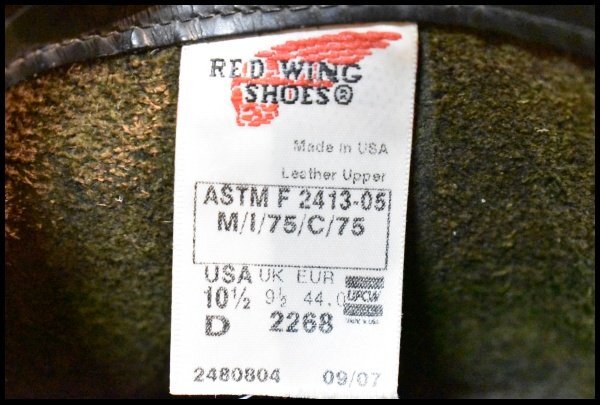 RED WING
SHOES®
Made in USA
Leather Upper
ASTM F 2413-05
M/I/75/C/75
USA UK EUR
10½ 9½ 44.0
UFCW
D 2268
2480804 09/07